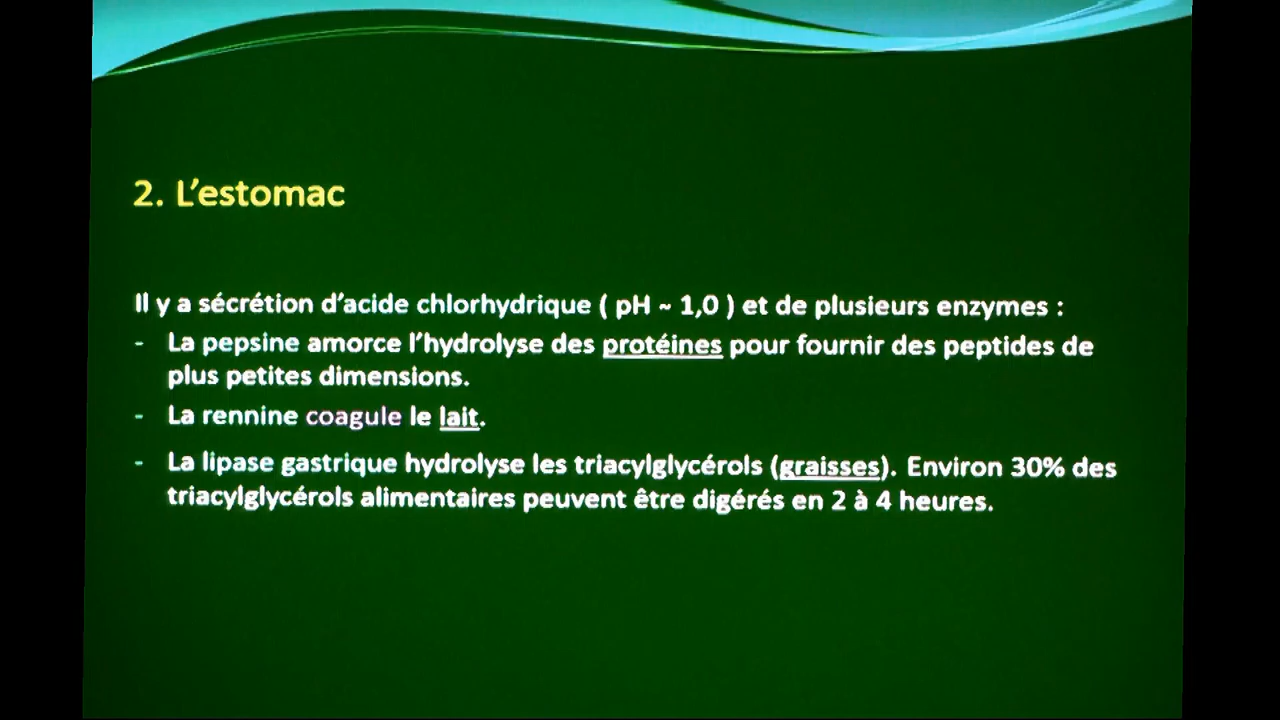 2. L'estomac
Il y a sécrétion d'acide chlorhydrique ( pH ~ 1,0 ) et de plusieurs enzymes :
- La pepsine amorce l'hydrolyse des protéines pour fournir des peptides de
plus petites dimensions.
- La rennine coagule le lait.
- La lipase gastrique hydrolyse les triacylglycérols (graisses). Environ 30% des
triacylglycérols alimentaires peuvent être digérés en 2 à 4 heures.